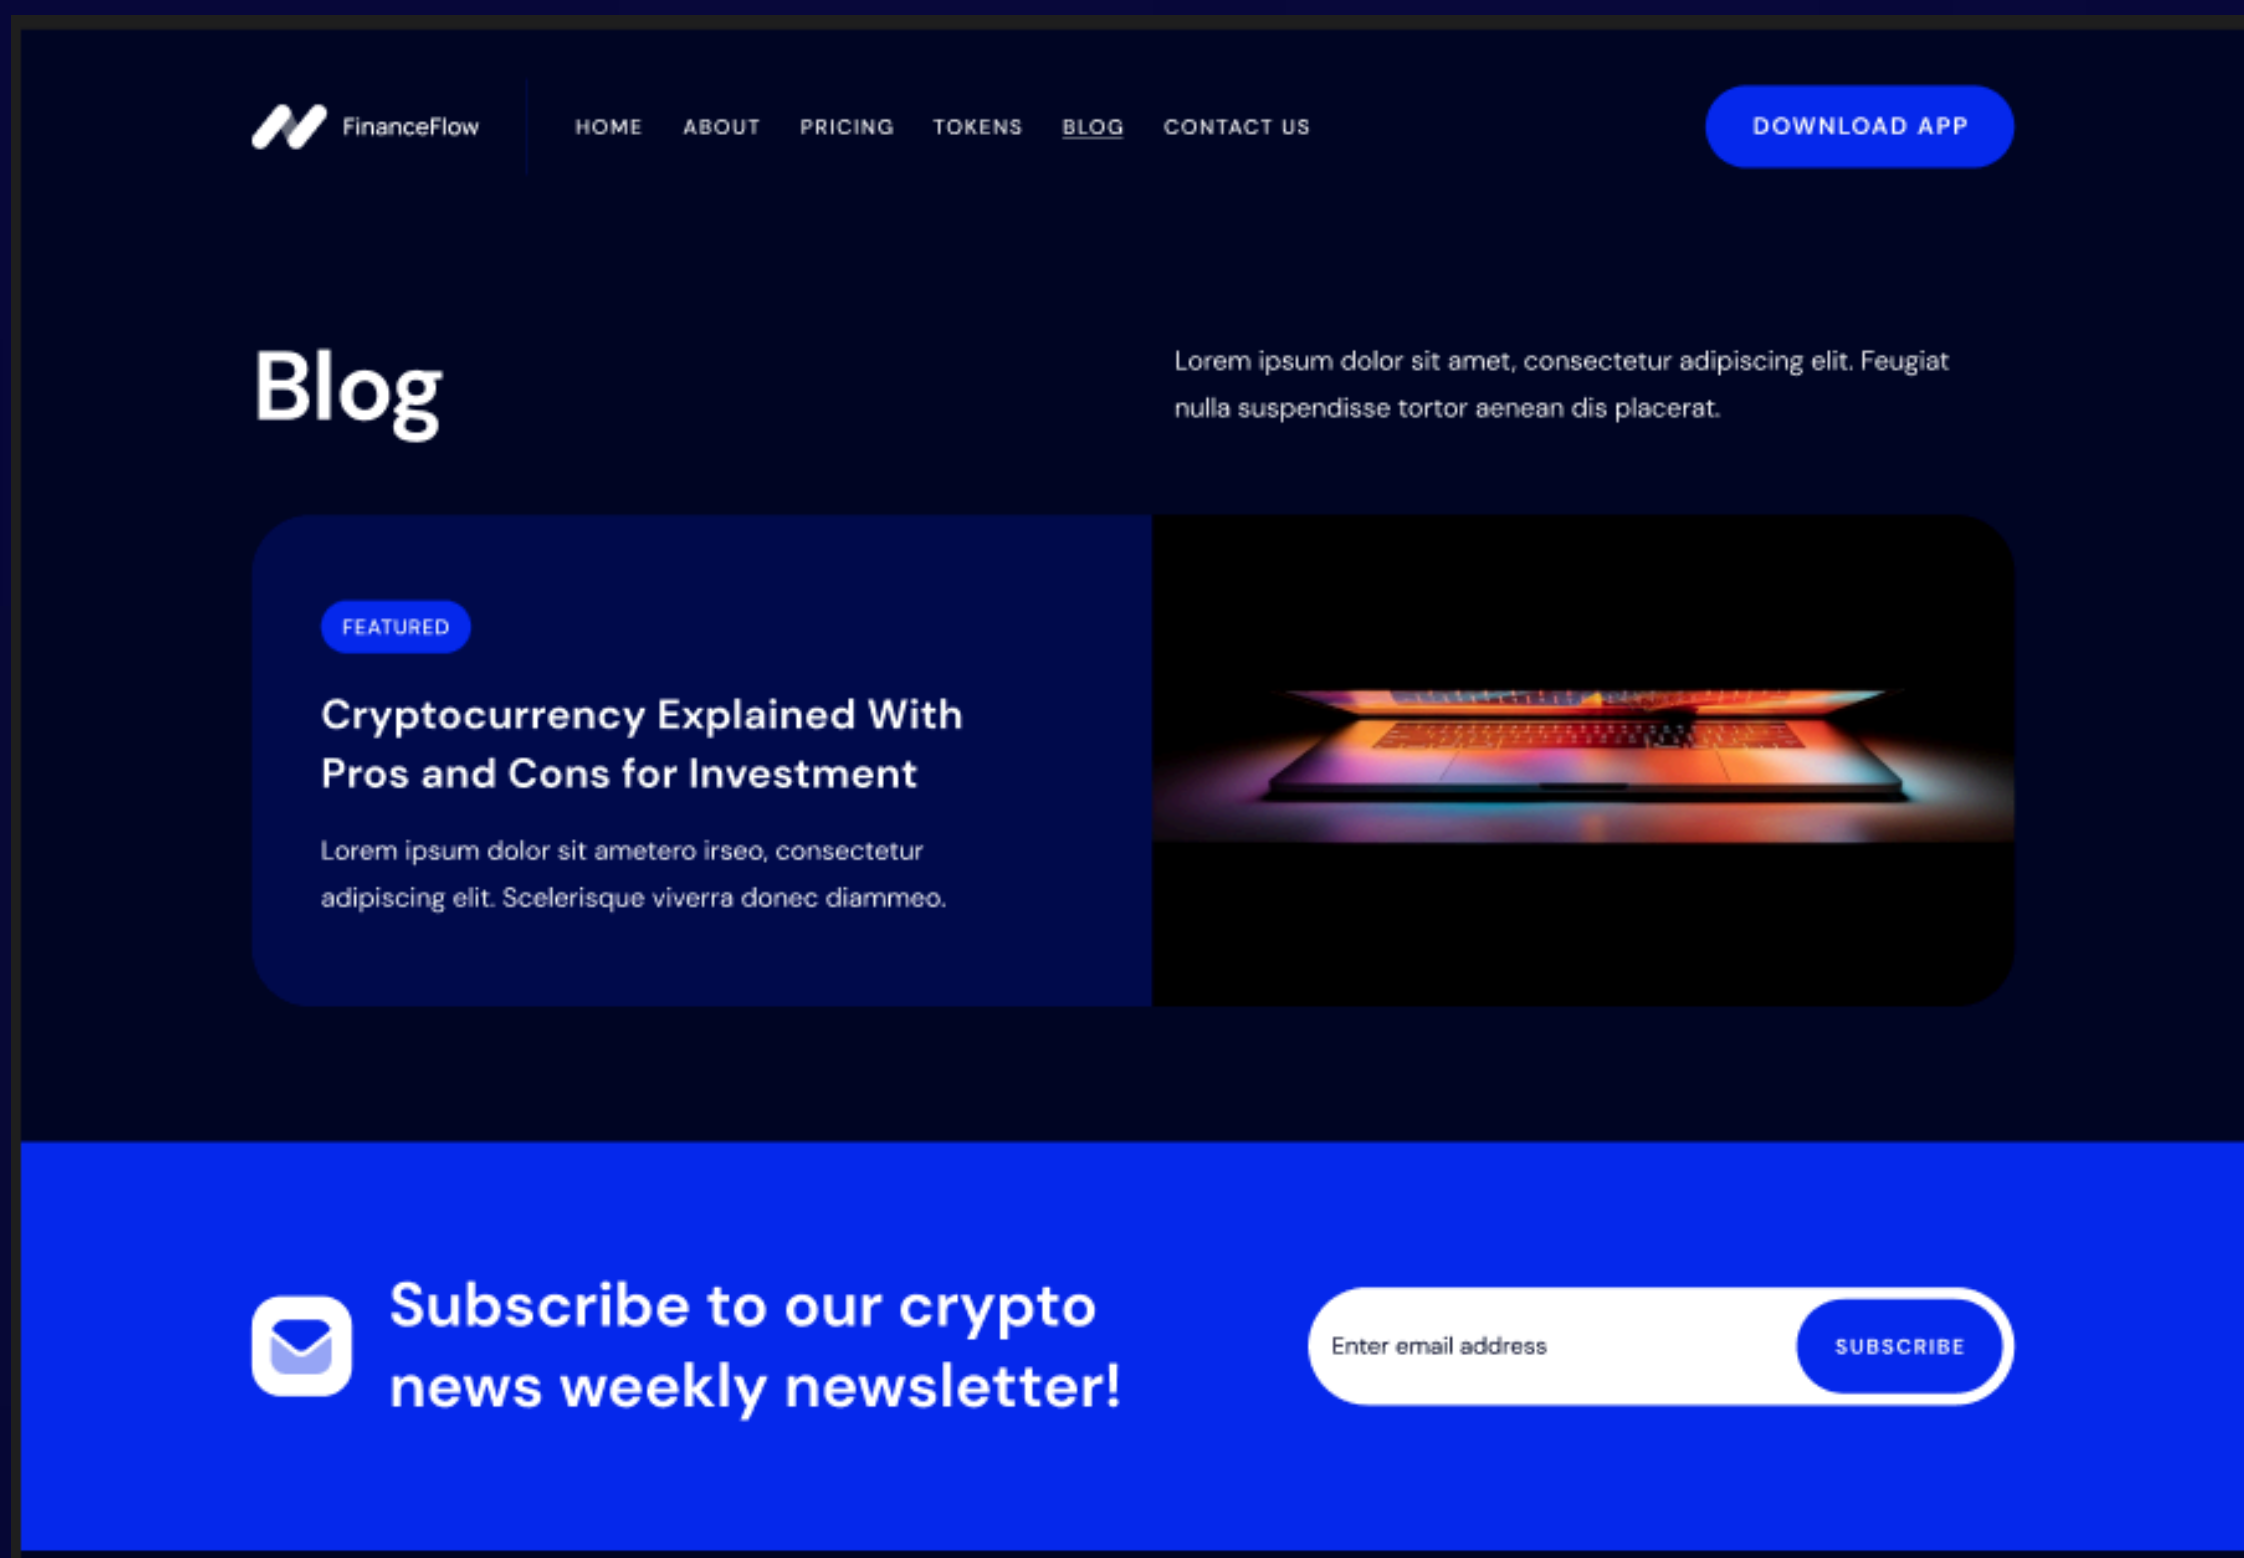 FinanceFlow
HOME ABOUT PRICING TOKENS BLOG CONTACT US
DOWNLOAD APP
Blog
Lorem ipsum dolor sit amet, consectetur adipiscing elit. Feugiat
nulla suspendisse tortor aenean dis placerat.
FEATURED
Cryptocurrency Explained With
Pros and Cons for Investment
Lorem ipsum dolor sit ametero irseo, consectetur
adipiscing elit. Scelerisque viverra donec diammeo.
Subscribe to our crypto
news weekly newsletter!
Enter email address
SUBSCRIBE